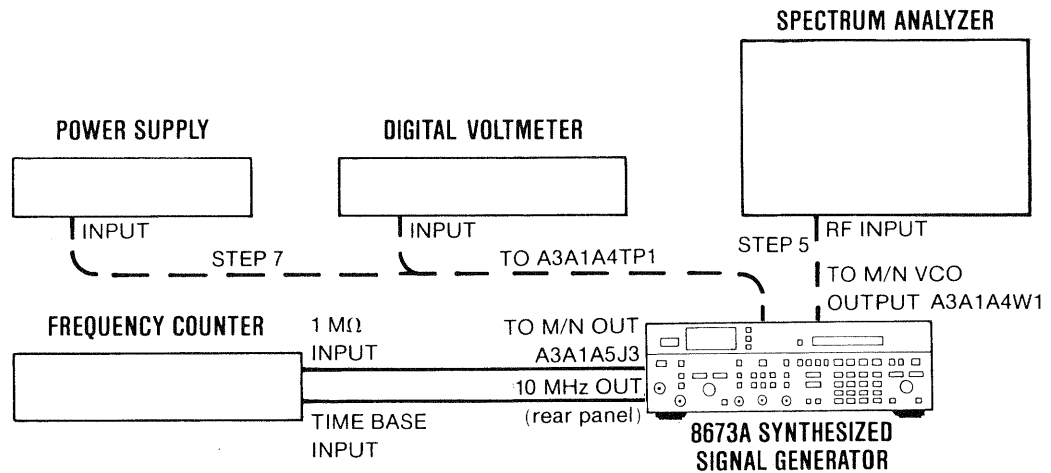 SPECTRUM ANALYZER
POWER SUPPLY
DIGITAL VOLTMETER
INPUT
INPUT
RF INPUT
STEP 5
STEP 7
TO A3A1A4TP1
TO M/N VCO
OUTPUT A3A1A4W1
FREQUENCY COUNTER
1 MΩ
INPUT
TO M/N OUT
A3A1A5J3
10 MHz OUT
(rear panel)
TIME BASE
INPUT
8673A SYNTHESIZED
SIGNAL GENERATOR